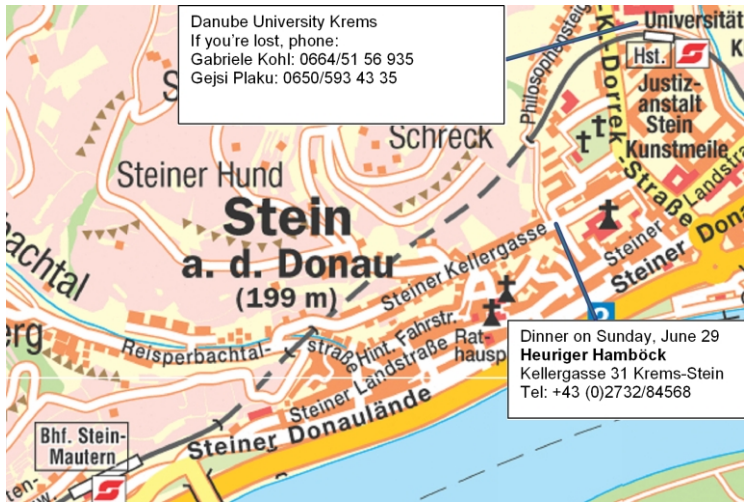 Danube University Krems
If you're lost, phone:
Gabriele Kohl: 0664/51 56 935
Gejsi Plaku: 0650/593 43 35
Universität
K
Hst.
Philosophensteig
-K.-Dorrek-Straße
Justiz-
anstalt
Stein
Kunstmeile
S
Schreck
Steiner Hund
Stein
a. d. Donau
(199 m)
bachtal
erg
Steiner Kellergasse
Steiner Landstraße
Steiner Dona
Reisperbachtal-
straße
Hint. Fahrstr.
Rat-
hausp
Steiner Landstraße
Steiner Donaulände
Dinner on Sunday, June 29
Heuriger Hamböck
Kellergasse 31 Krems-Stein
Tel: +43 (0)2732/84568
Bhf. Stein-
Mautern
en-